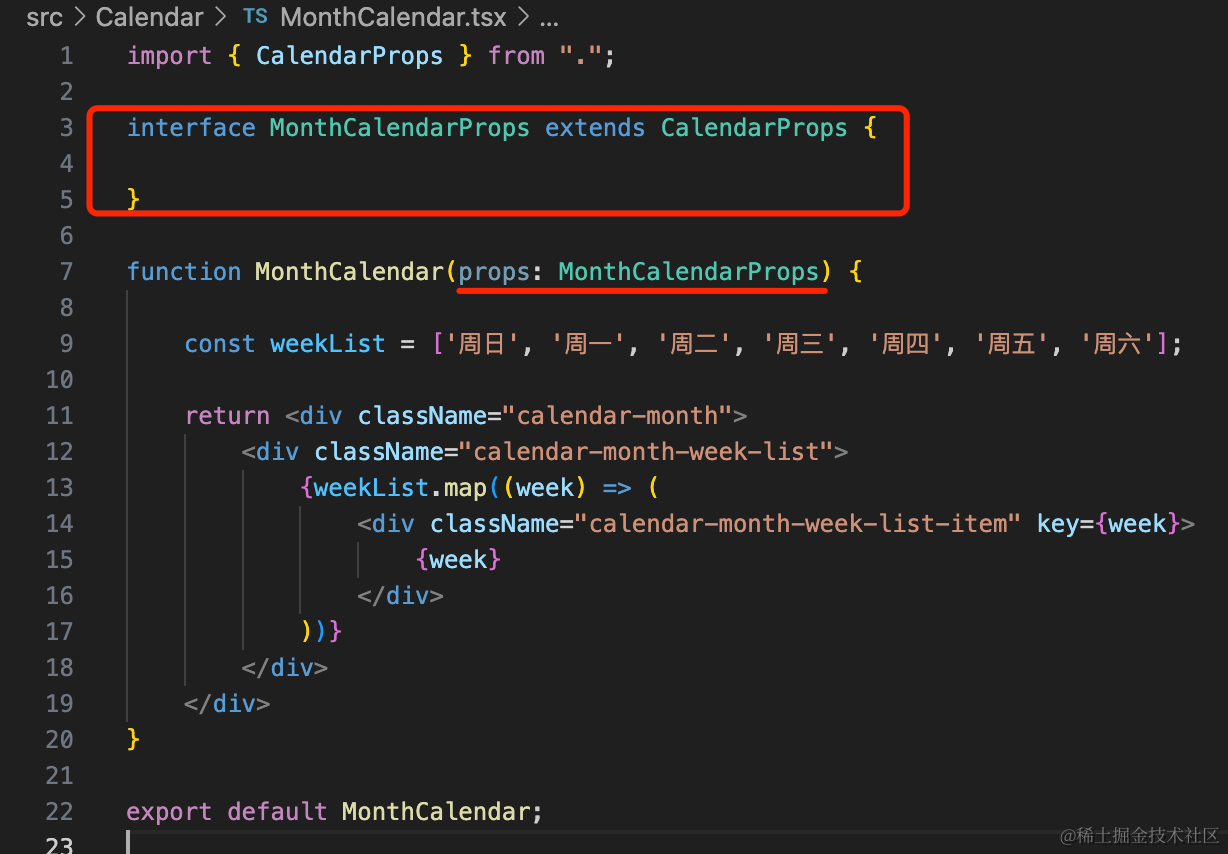 src > Calendar > TS MonthCalendar.tsx > ...
1 import { CalendarProps } from ".";
2
3 interface MonthCalendarProps extends CalendarProps {
4
5 }
6
7 function MonthCalendar(props: MonthCalendarProps) {
8
9     const weekList = ['周日', '周一', '周二', '周三', '周四', '周五', '周六'];
10
11     return <div className="calendar-month">
12         <div className="calendar-month-week-list">
13             {weekList.map((week) => (
14                 <div className="calendar-month-week-list-item" key={week}>
15                     {week}
16                 </div>
17             ))}
18         </div>
19     </div>
20 }
21
22 export default MonthCalendar;
23
@稀土掘金技术社区